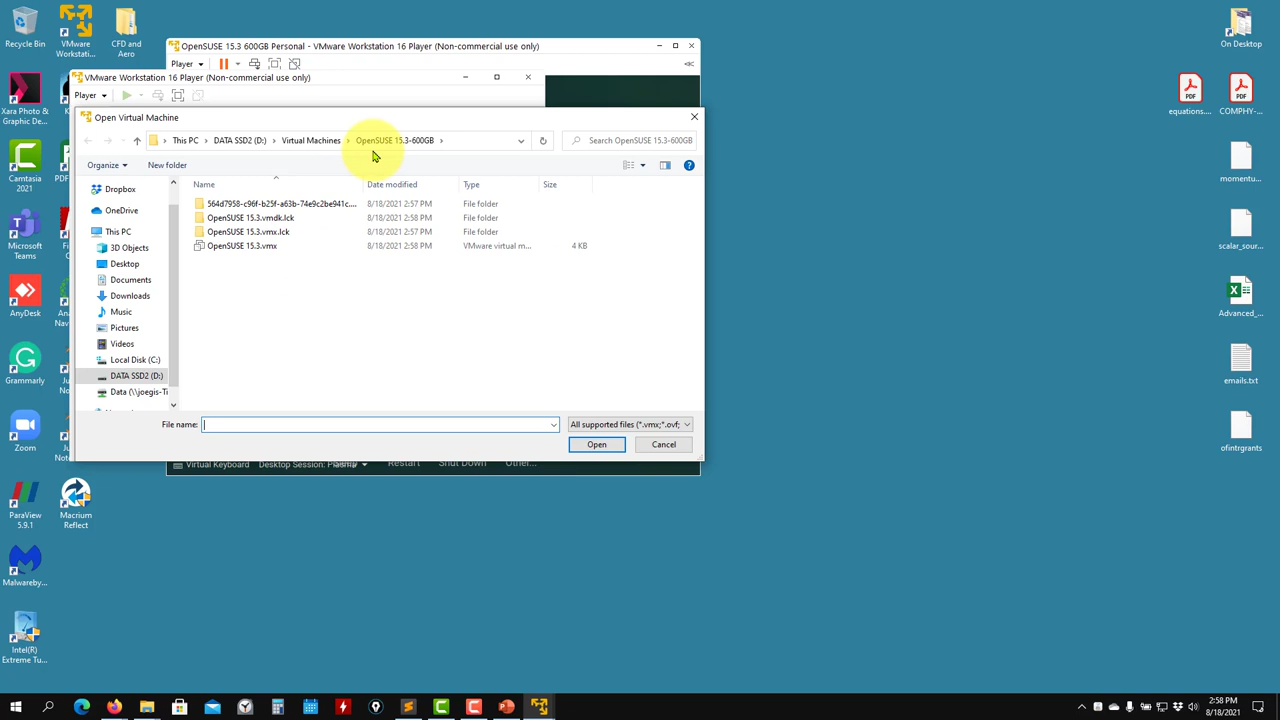 Recycle Bin
VMware
Workstati...
CFD and
Aero
Xara Photo &
Graphic De...
Camtasia
2021
Microsoft
Teams
AnyDesk
Grammarly
Zoom
ParaView
5.9.1
Macrium
Reflect
Malwareby...
Intel(R)
Extreme Tu...
OpenSUSE 15.3 600GB Personal - VMware Workstation 16 Player (Non-commercial use only)
Player
VMware Workstation 16 Player (Non-commercial use only)
Player
Open Virtual Machine
This PC
DATA SSD2 (D:)
Virtual Machines
OpenSUSE 15.3-600GB
Search OpenSUSE 15.3-600GB
Organize
New folder
Name Date modified Type Size
564d7958-c96f-b25f-a63b-74e9c2be941c.... 8/18/2021 2:57 PM File folder
OpenSUSE 15.3.vmdk.lck 8/18/2021 2:58 PM File folder
OpenSUSE 15.3.vmx.lck 8/18/2021 2:57 PM File folder
OpenSUSE 15.3.vmx 8/18/2021 2:58 PM VMware virtual m... 4 KB
Dropbox
OneDrive
This PC
3D Objects
Desktop
Documents
Downloads
Music
Pictures
Videos
Local Disk (C:)
DATA SSD2 (D:)
Data (\\joegis-Ti
File name:
All supported files (*.vmx;*.ovf;
Open
Cancel
Virtual Keyboard Desktop Session: Plasma Restart Shut Down Other...
On Desktop
equations....
COMPHY-...
momentu...
scalar_sour...
Advanced_...
emails.txt
ofintrgrants
2:58 PM
8/18/2021